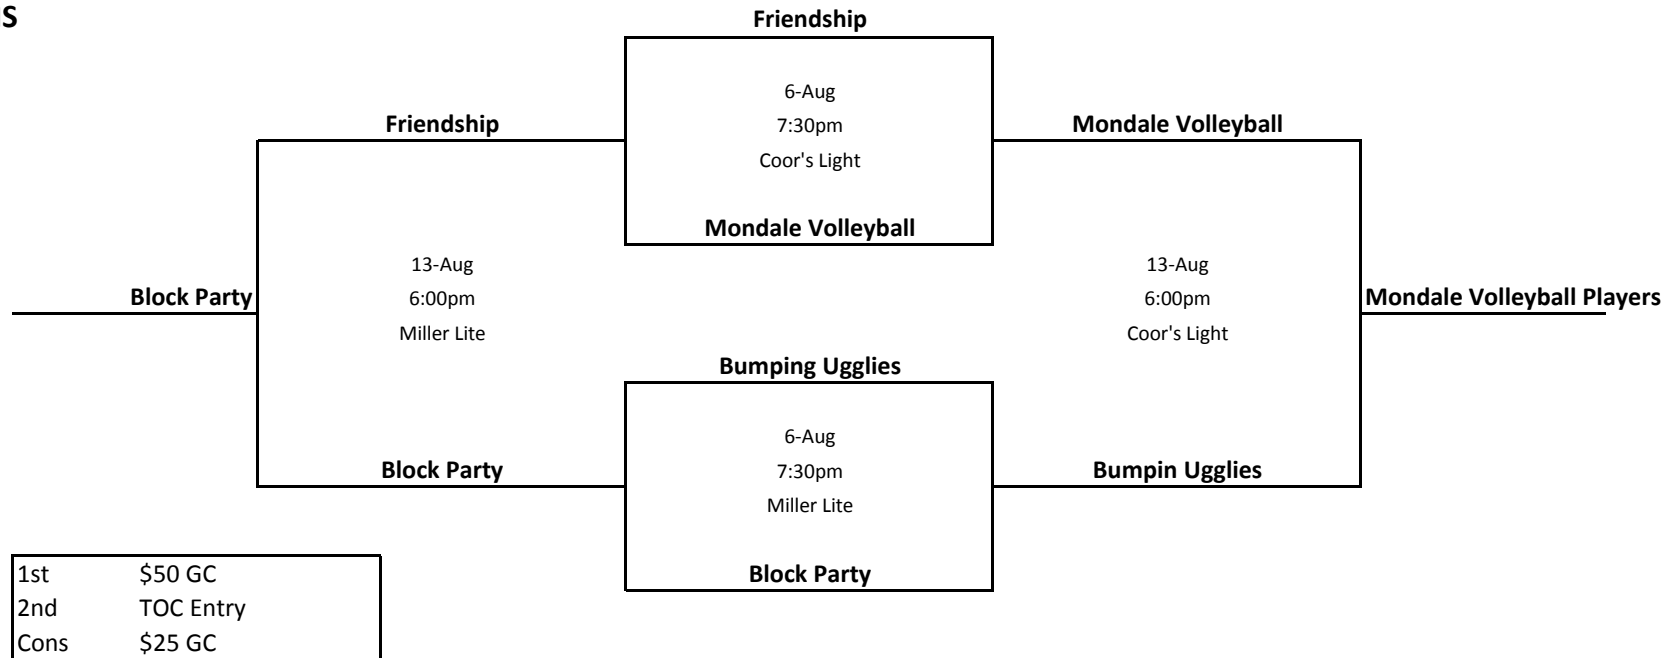 S
Friendship
6-Aug
7:30pm
Coor's Light
Friendship
Mondale Volleyball
Mondale Volleyball
13-Aug
6:00pm
Miller Lite
13-Aug
6:00pm
Coor's Light
Block Party
Mondale Volleyball Players
Bumping Ugglies
6-Aug
7:30pm
Miller Lite
Block Party
Bumpin Ugglies
Block Party
1st $50 GC
2nd TOC Entry
Cons $25 GC